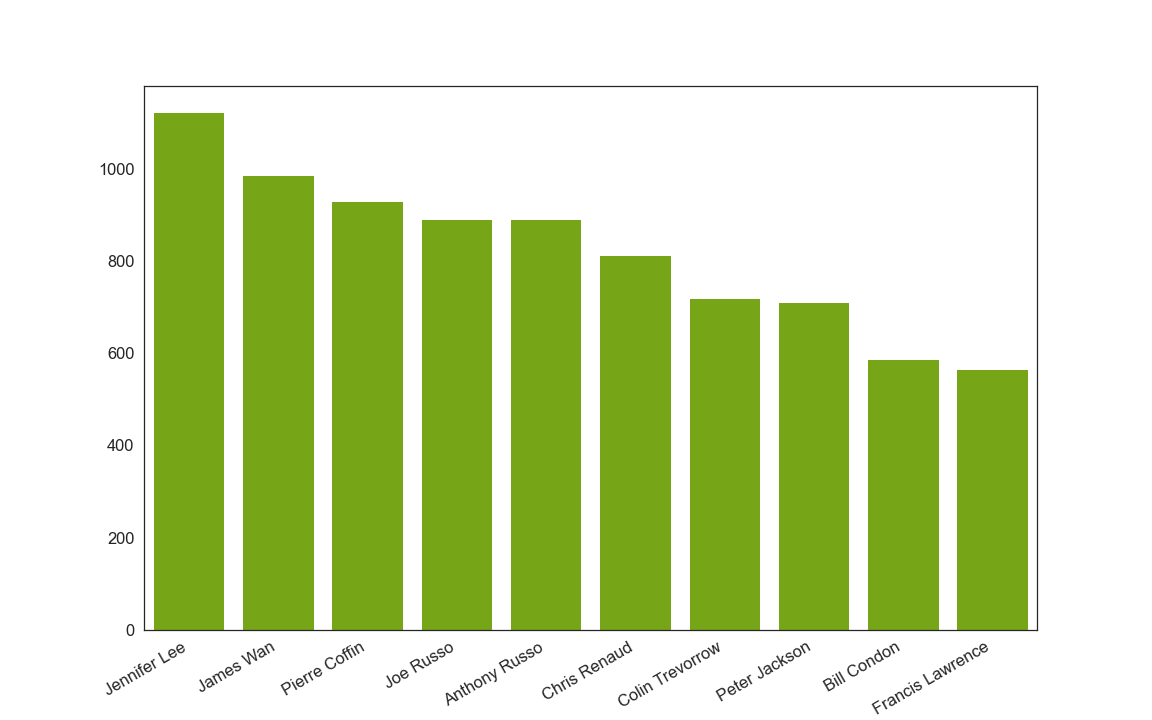 1000
800
600
400
200
0
Jennifer Lee
James Wan
Pierre Coffin
Joe Russo
Anthony Russo
Chris Renaud
Colin Trevorrow
Peter Jackson
Bill Condon
Francis Lawrence